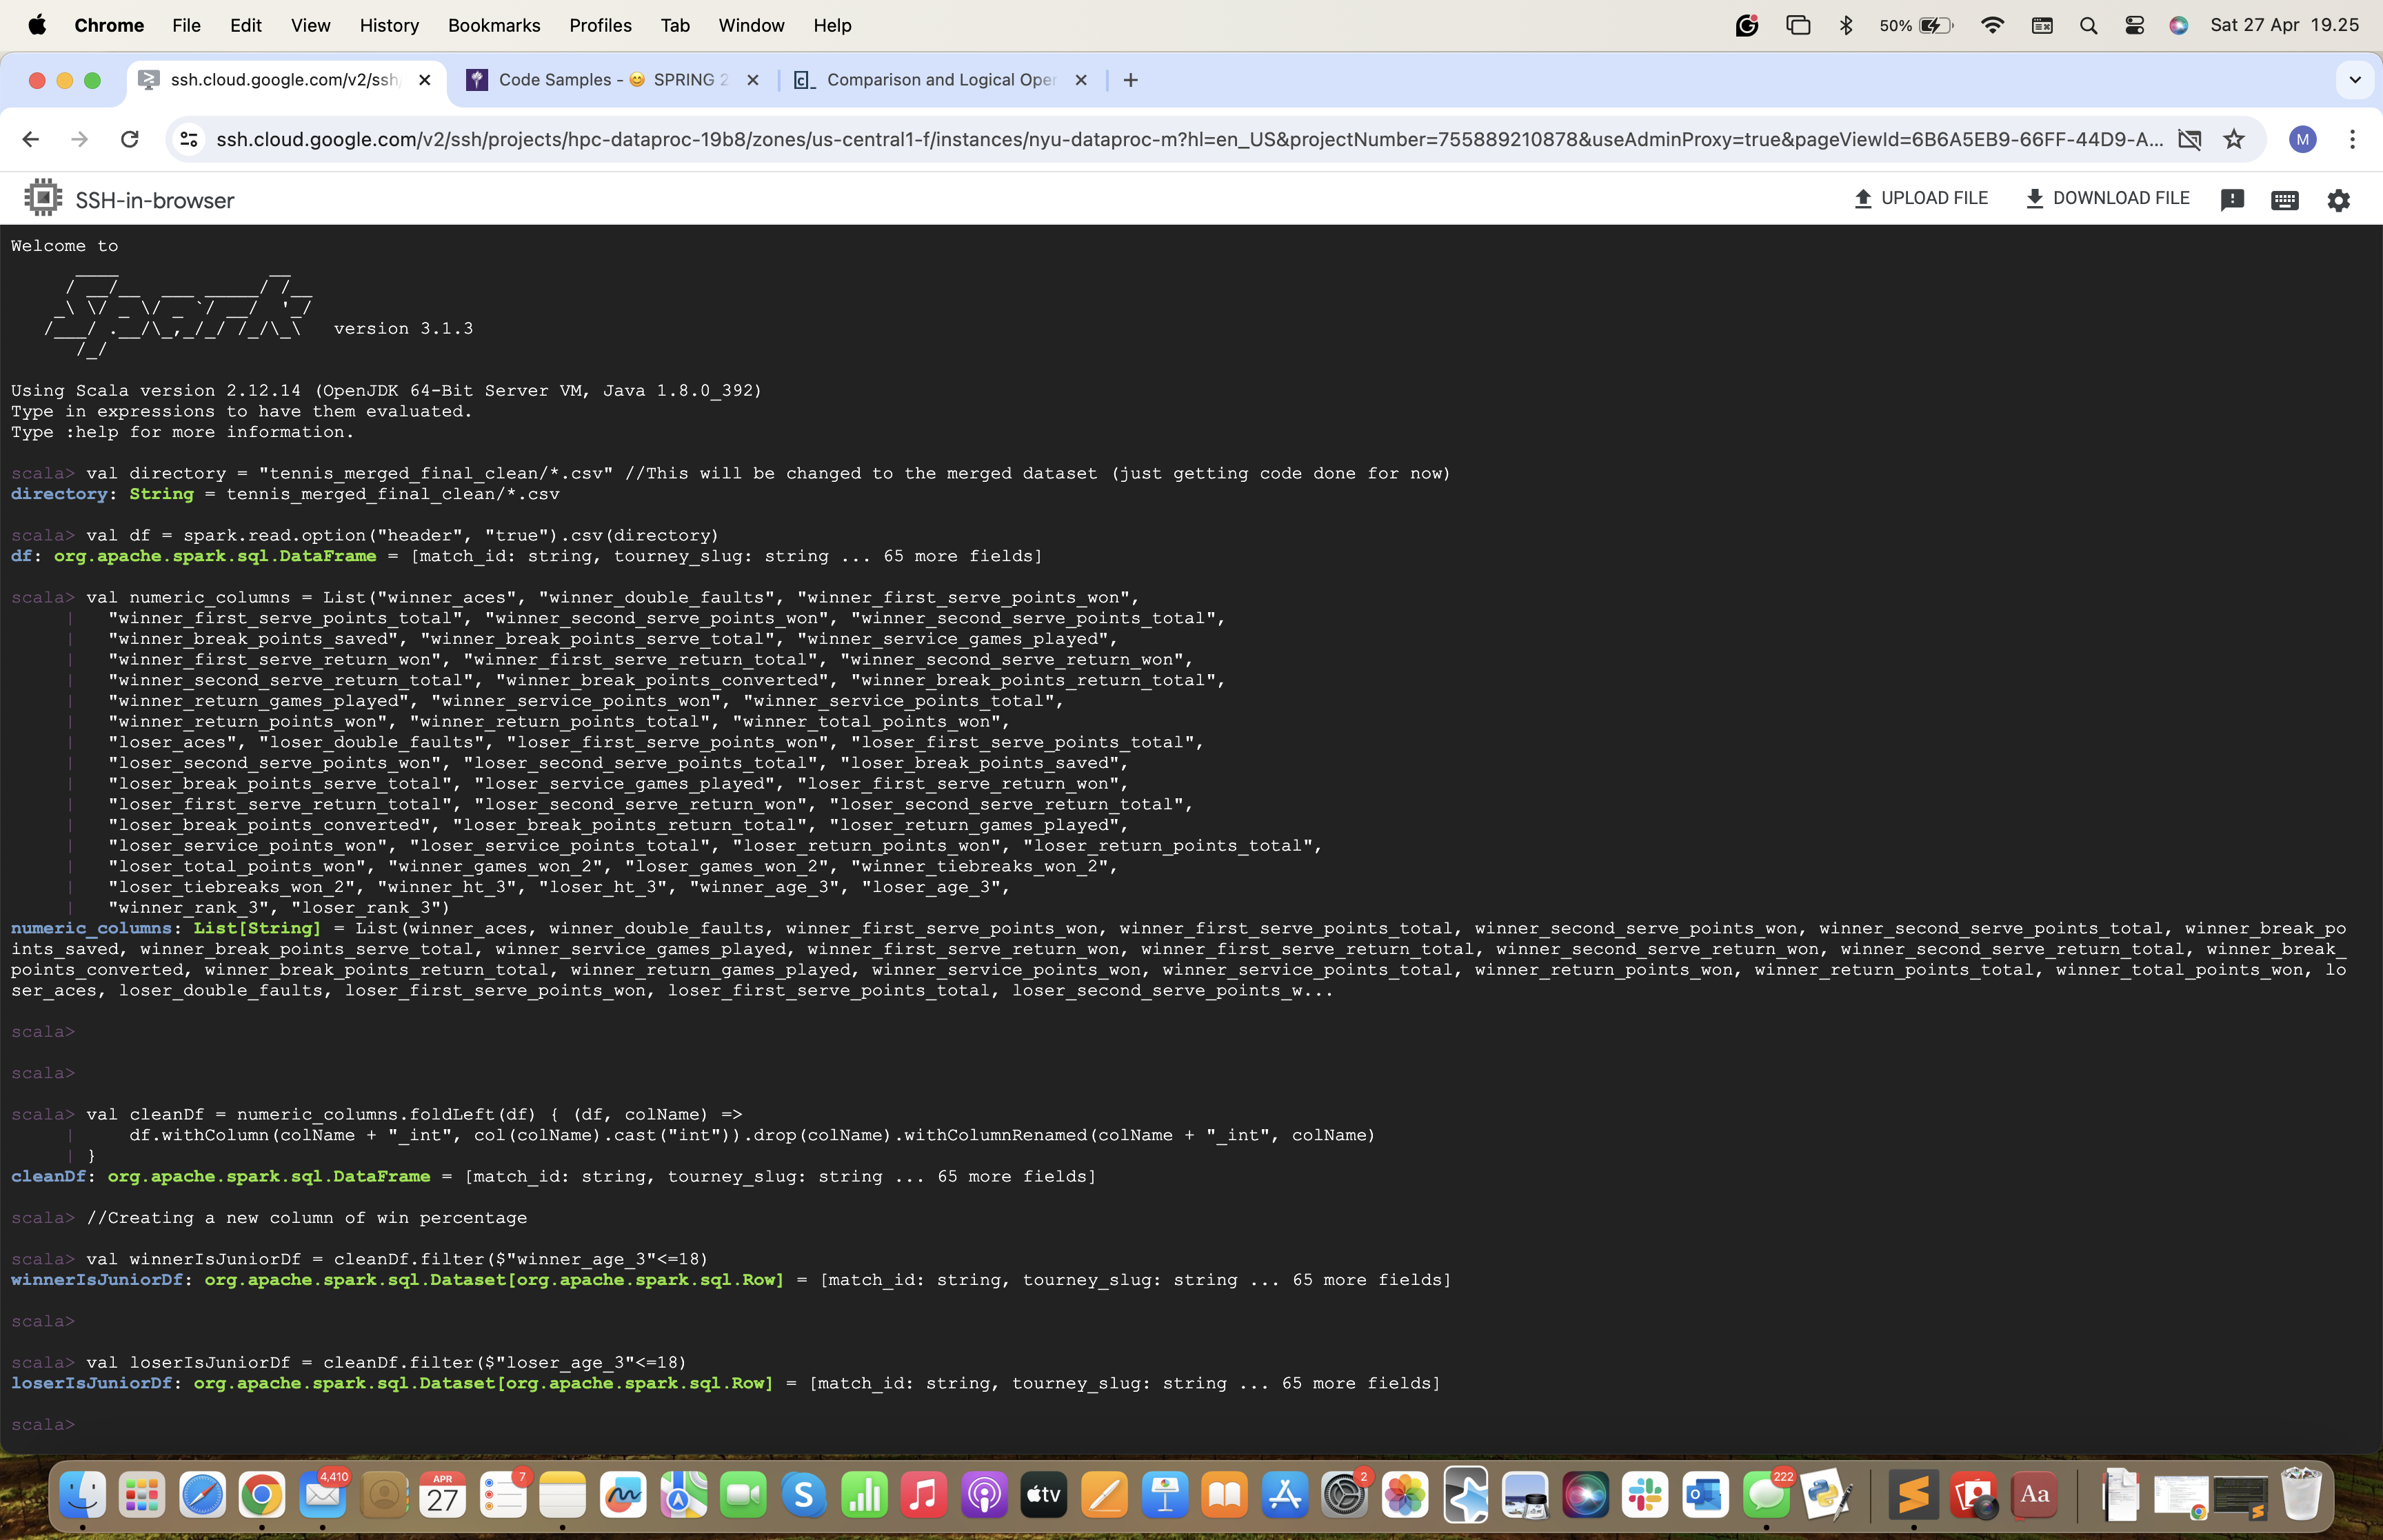 Chrome File Edit View History Bookmarks Profiles Tab Window Help 50% Sat 27 Apr 19.25
ssh.cloud.google.com/v2/ssh Code Samples - 😊 SPRING 2 Comparison and Logical Oper
ssh.cloud.google.com/v2/ssh/projects/hpc-dataproc-19b8/zones/us-central1-f/instances/nyu-dataproc-m?hl=en_US&projectNumber=755889210878&useAdminProxy=true&pageViewId=6B6A5EB9-66FF-44D9-A... M
SSH-in-browser UPLOAD FILE DOWNLOAD FILE
Welcome to
      ____              __
     / __/__  ___ _____/ /__
    _\ \/ _ \/ _ `/ __/  '_/
   /___/ .__/\_,_/_/ /_/\_\   version 3.1.3
      /_/
Using Scala version 2.12.14 (OpenJDK 64-Bit Server VM, Java 1.8.0_392)
Type in expressions to have them evaluated.
Type :help for more information.
scala> val directory = "tennis_merged_final_clean/*.csv" //This will be changed to the merged dataset (just getting code done for now)
directory: String = tennis_merged_final_clean/*.csv
scala> val df = spark.read.option("header", "true").csv(directory)
df: org.apache.spark.sql.DataFrame = [match_id: string, tourney_slug: string ... 65 more fields]
scala> val numeric_columns = List("winner_aces", "winner_double_faults", "winner_first_serve_points_won",
     |   "winner_first_serve_points_total", "winner_second_serve_points_won", "winner_second_serve_points_total",
     |   "winner_break_points_saved", "winner_break_points_serve_total", "winner_service_games_played",
     |   "winner_first_serve_return_won", "winner_first_serve_return_total", "winner_second_serve_return_won",
     |   "winner_second_serve_return_total", "winner_break_points_converted", "winner_break_points_return_total",
     |   "winner_return_games_played", "winner_service_points_won", "winner_service_points_total",
     |   "winner_return_points_won", "winner_return_points_total", "winner_total_points_won",
     |   "loser_aces", "loser_double_faults", "loser_first_serve_points_won", "loser_first_serve_points_total",
     |   "loser_second_serve_points_won", "loser_second_serve_points_total", "loser_break_points_saved",
     |   "loser_break_points_serve_total", "loser_service_games_played", "loser_first_serve_return_won",
     |   "loser_first_serve_return_total", "loser_second_serve_return_won", "loser_second_serve_return_total",
     |   "loser_break_points_converted", "loser_break_points_return_total", "loser_return_games_played",
     |   "loser_service_points_won", "loser_service_points_total", "loser_return_points_won", "loser_return_points_total",
     |   "loser_total_points_won", "winner_games_won_2", "loser_games_won_2", "winner_tiebreaks_won_2",
     |   "loser_tiebreaks_won_2", "winner_ht_3", "loser_ht_3", "winner_age_3", "loser_age_3",
     |   "winner_rank_3", "loser_rank_3")
numeric_columns: List[String] = List(winner_aces, winner_double_faults, winner_first_serve_points_won, winner_first_serve_points_total, winner_second_serve_points_won, winner_second_serve_points_total, winner_break_po
ints_saved, winner_break_points_serve_total, winner_service_games_played, winner_first_serve_return_won, winner_first_serve_return_total, winner_second_serve_return_won, winner_second_serve_return_total, winner_break_
points_converted, winner_break_points_return_total, winner_return_games_played, winner_service_points_won, winner_service_points_total, winner_return_points_won, winner_return_points_total, winner_total_points_won, lo
ser_aces, loser_double_faults, loser_first_serve_points_won, loser_first_serve_points_total, loser_second_serve_points_w...
scala>
scala>
scala> val cleanDf = numeric_columns.foldLeft(df) { (df, colName) =>
     |     df.withColumn(colName + "_int", col(colName).cast("int")).drop(colName).withColumnRenamed(colName + "_int", colName)
     | }
cleanDf: org.apache.spark.sql.DataFrame = [match_id: string, tourney_slug: string ... 65 more fields]
scala> //Creating a new column of win percentage
scala> val winnerIsJuniorDf = cleanDf.filter($"winner_age_3"<=18)
winnerIsJuniorDf: org.apache.spark.sql.Dataset[org.apache.spark.sql.Row] = [match_id: string, tourney_slug: string ... 65 more fields]
scala>
scala> val loserIsJuniorDf = cleanDf.filter($"loser_age_3"<=18)
loserIsJuniorDf: org.apache.spark.sql.Dataset[org.apache.spark.sql.Row] = [match_id: string, tourney_slug: string ... 65 more fields]
scala>
4,410 APR 27 7 tv 2 222 Aa